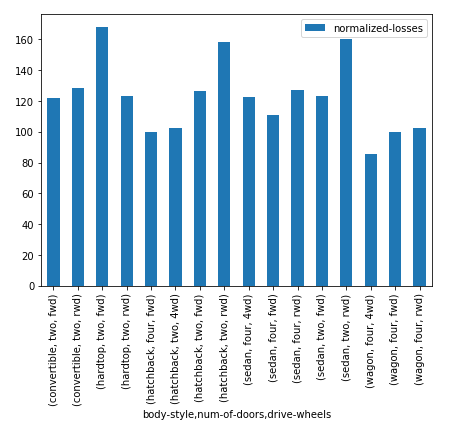 normalized-losses
160
140
120
100
80
60
40
20
0
(convertible, two, fwd)
(convertible, two, rwd)
(hardtop, two, fwd)
(hardtop, two, rwd)
(hatchback, four, fwd)
(hatchback, two, 4wd)
(hatchback, two, fwd)
(hatchback, two, rwd)
(sedan, four, 4wd)
(sedan, four, fwd)
(sedan, four, rwd)
(sedan, two, fwd)
(sedan, two, rwd)
(wagon, four, 4wd)
(wagon, four, fwd)
(wagon, four, rwd)
body-style,num-of-doors,drive-wheels